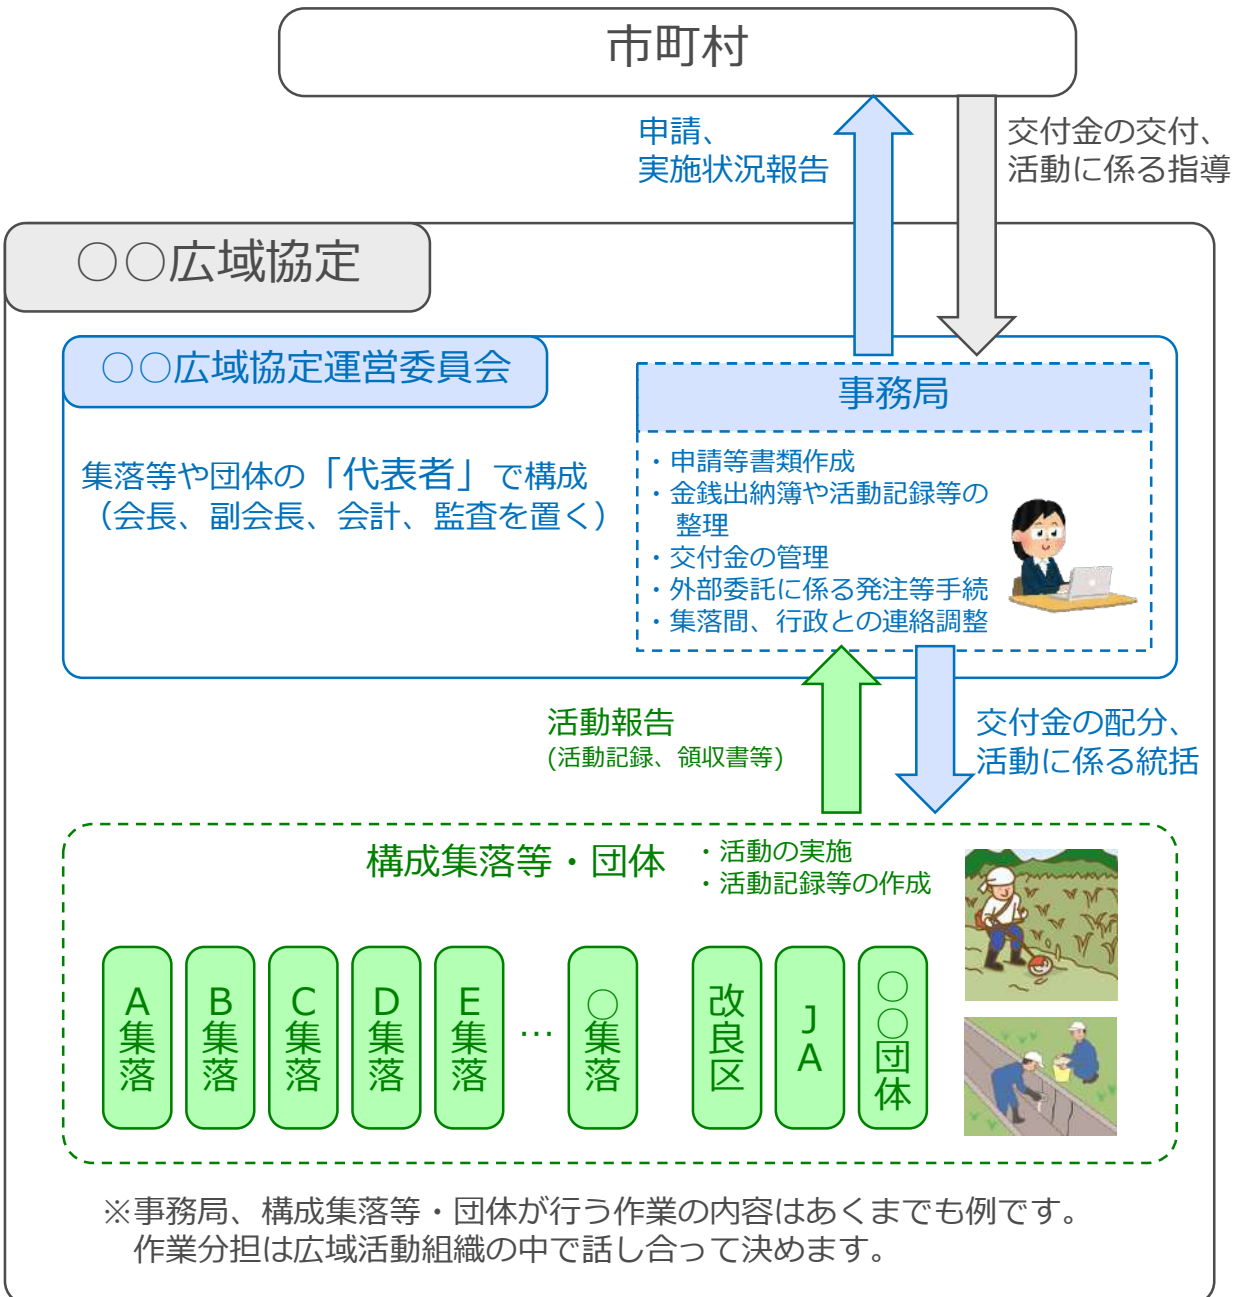 市町村
申請、
実施状況報告
交付金の交付、
活動に係る指導
○○広域協定
○○広域協定運営委員会
集落等や団体の「代表者」で構成
（会長、副会長、会計、監査を置く）
事務局
・申請等書類作成
・金銭出納簿や活動記録等の
整理
・交付金の管理
・外部委託に係る発注等手続
・集落間、行政との連絡調整
活動報告
(活動記録、領収書等)
交付金の配分、
活動に係る統括
構成集落等・団体
・活動の実施
・活動記録等の作成
A集落
B集落
C集落
D集落
E集落
…
○集落
改良区
JA
○○団体
※事務局、構成集落等・団体が行う作業の内容はあくまでも例です。
作業分担は広域活動組織の中で話し合って決めます。